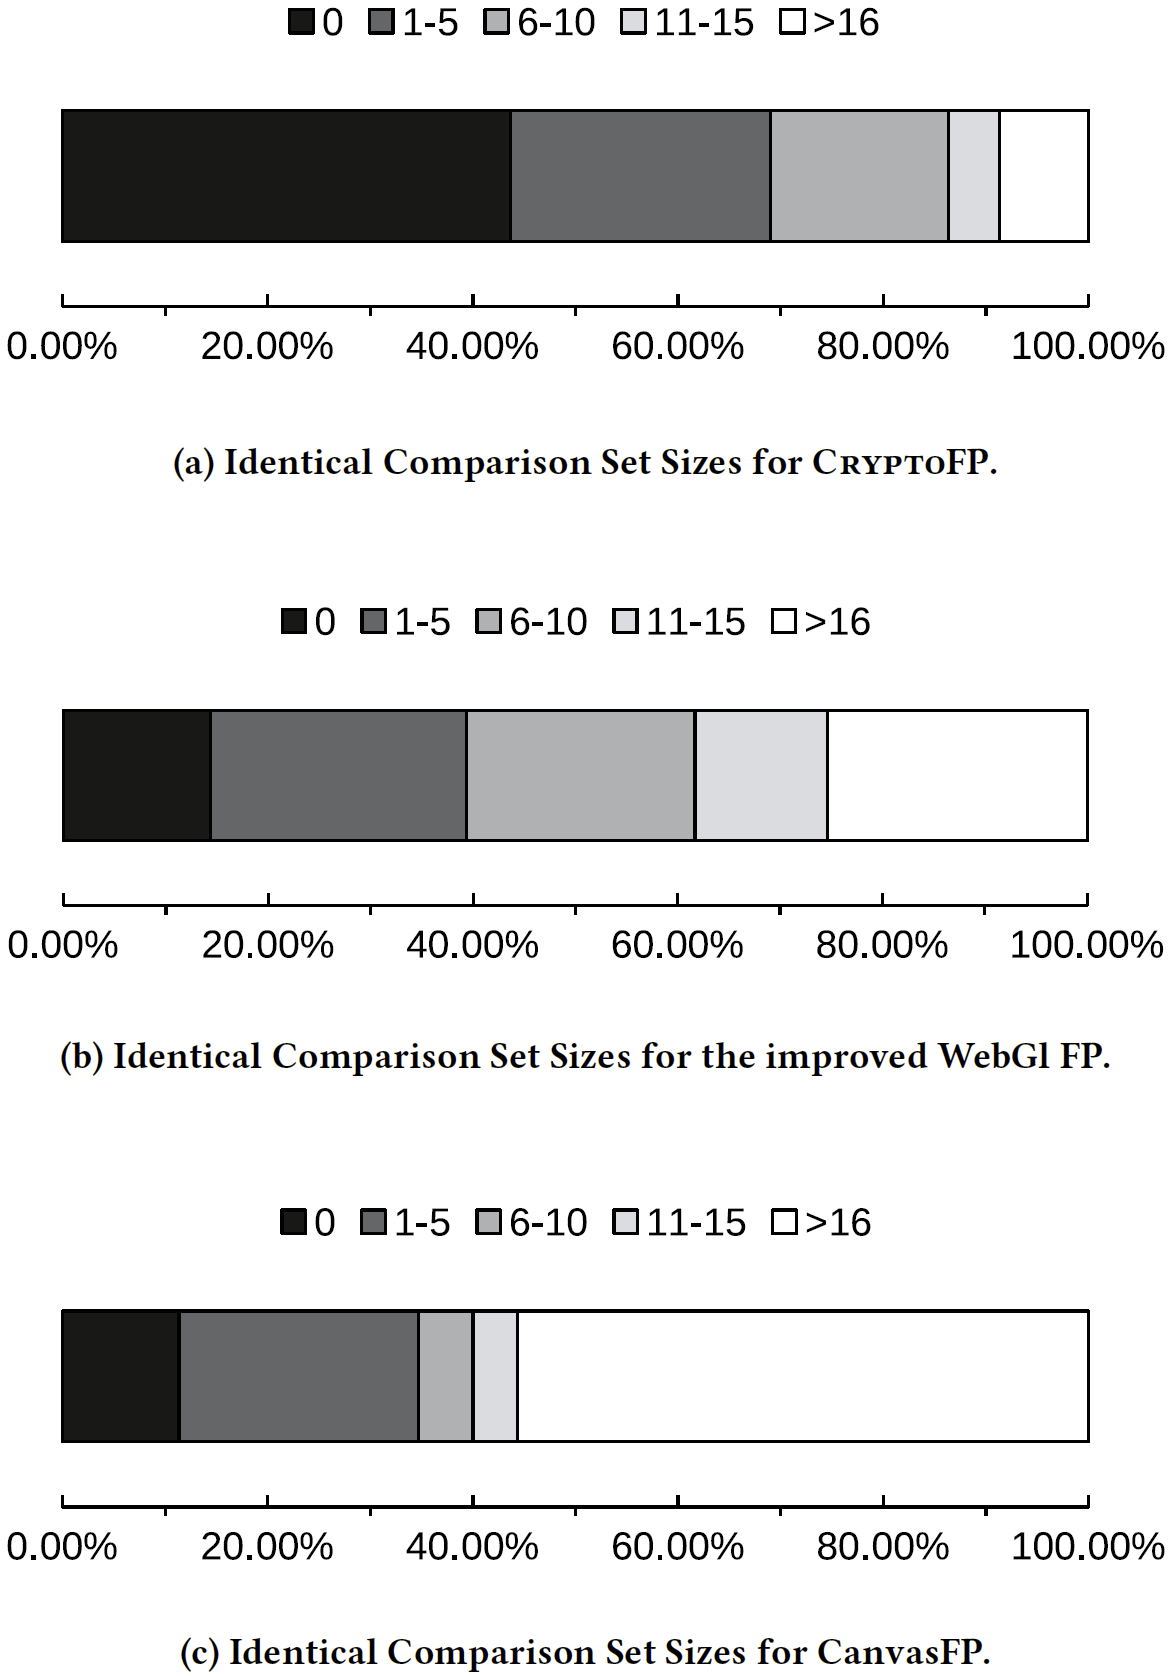 0 1-5 6-10 11-15 >16
0.00% 20.00% 40.00% 60.00% 80.00% 100.00%
(a) Identical Comparison Set Sizes for CRYPTOFP.
0 1-5 6-10 11-15 >16
0.00% 20.00% 40.00% 60.00% 80.00% 100.00%
(b) Identical Comparison Set Sizes for the improved WebGl FP.
0 1-5 6-10 11-15 >16
0.00% 20.00% 40.00% 60.00% 80.00% 100.00%
(c) Identical Comparison Set Sizes for CanvasFP.